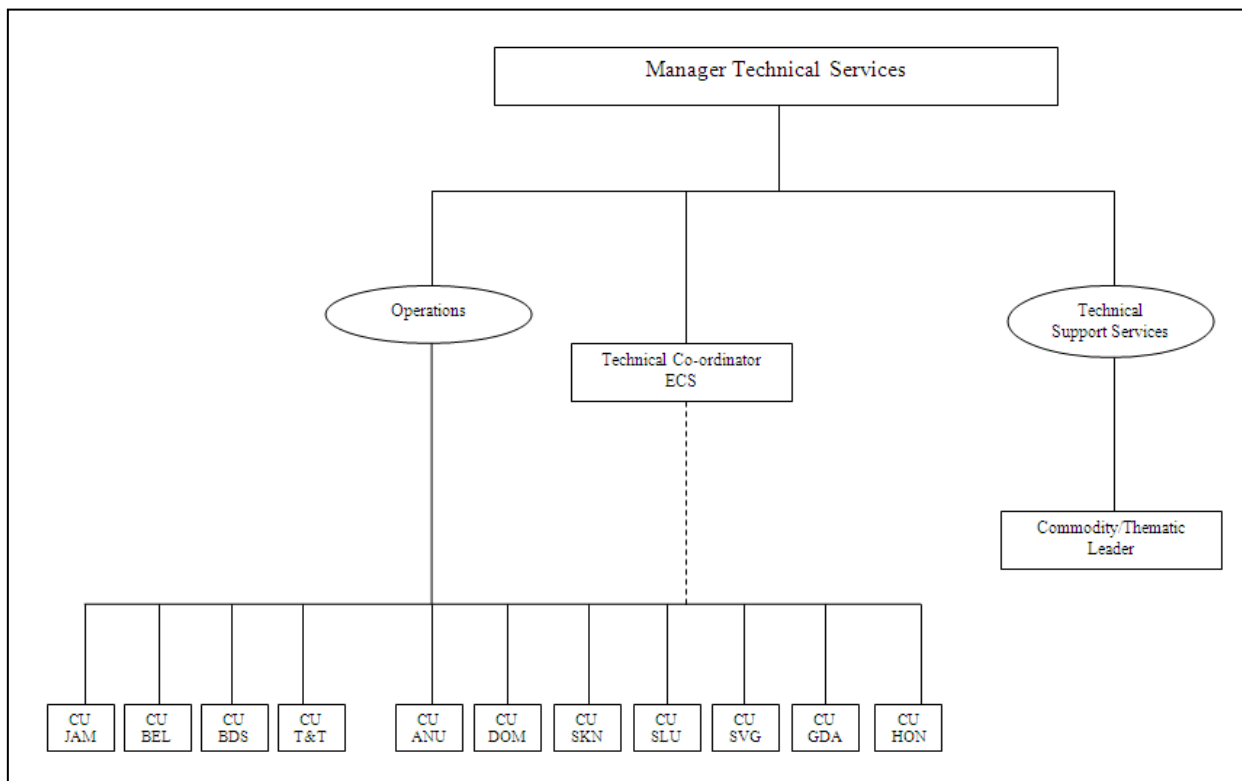 Manager Technical Services
Operations
Technical
Support Services
Technical Co-ordinator
ECS
Commodity/Thematic
Leader
CU
JAM
CU
BEL
CU
BDS
CU
T&T
CU
ANU
CU
DOM
CU
SKN
CU
SLU
CU
SVG
CU
GDA
CU
HON